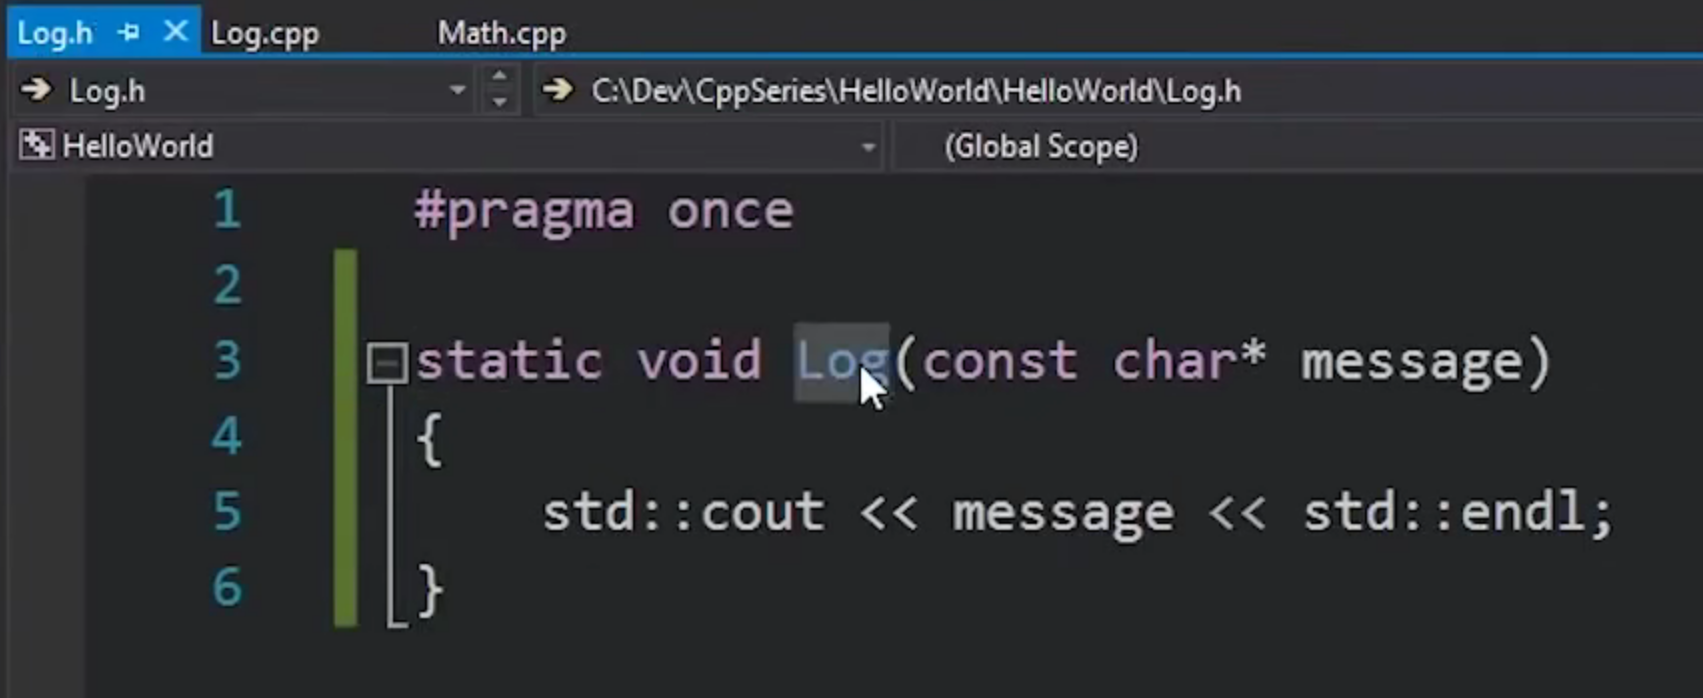 Log.h Log.cpp Math.cpp
Log.h C:\Dev\CppSeries\HelloWorld\HelloWorld\Log.h
HelloWorld (Global Scope)
1 #pragma once
2
3 static void Log(const char* message)
4 {
5 std::cout << message << std::endl;
6 }